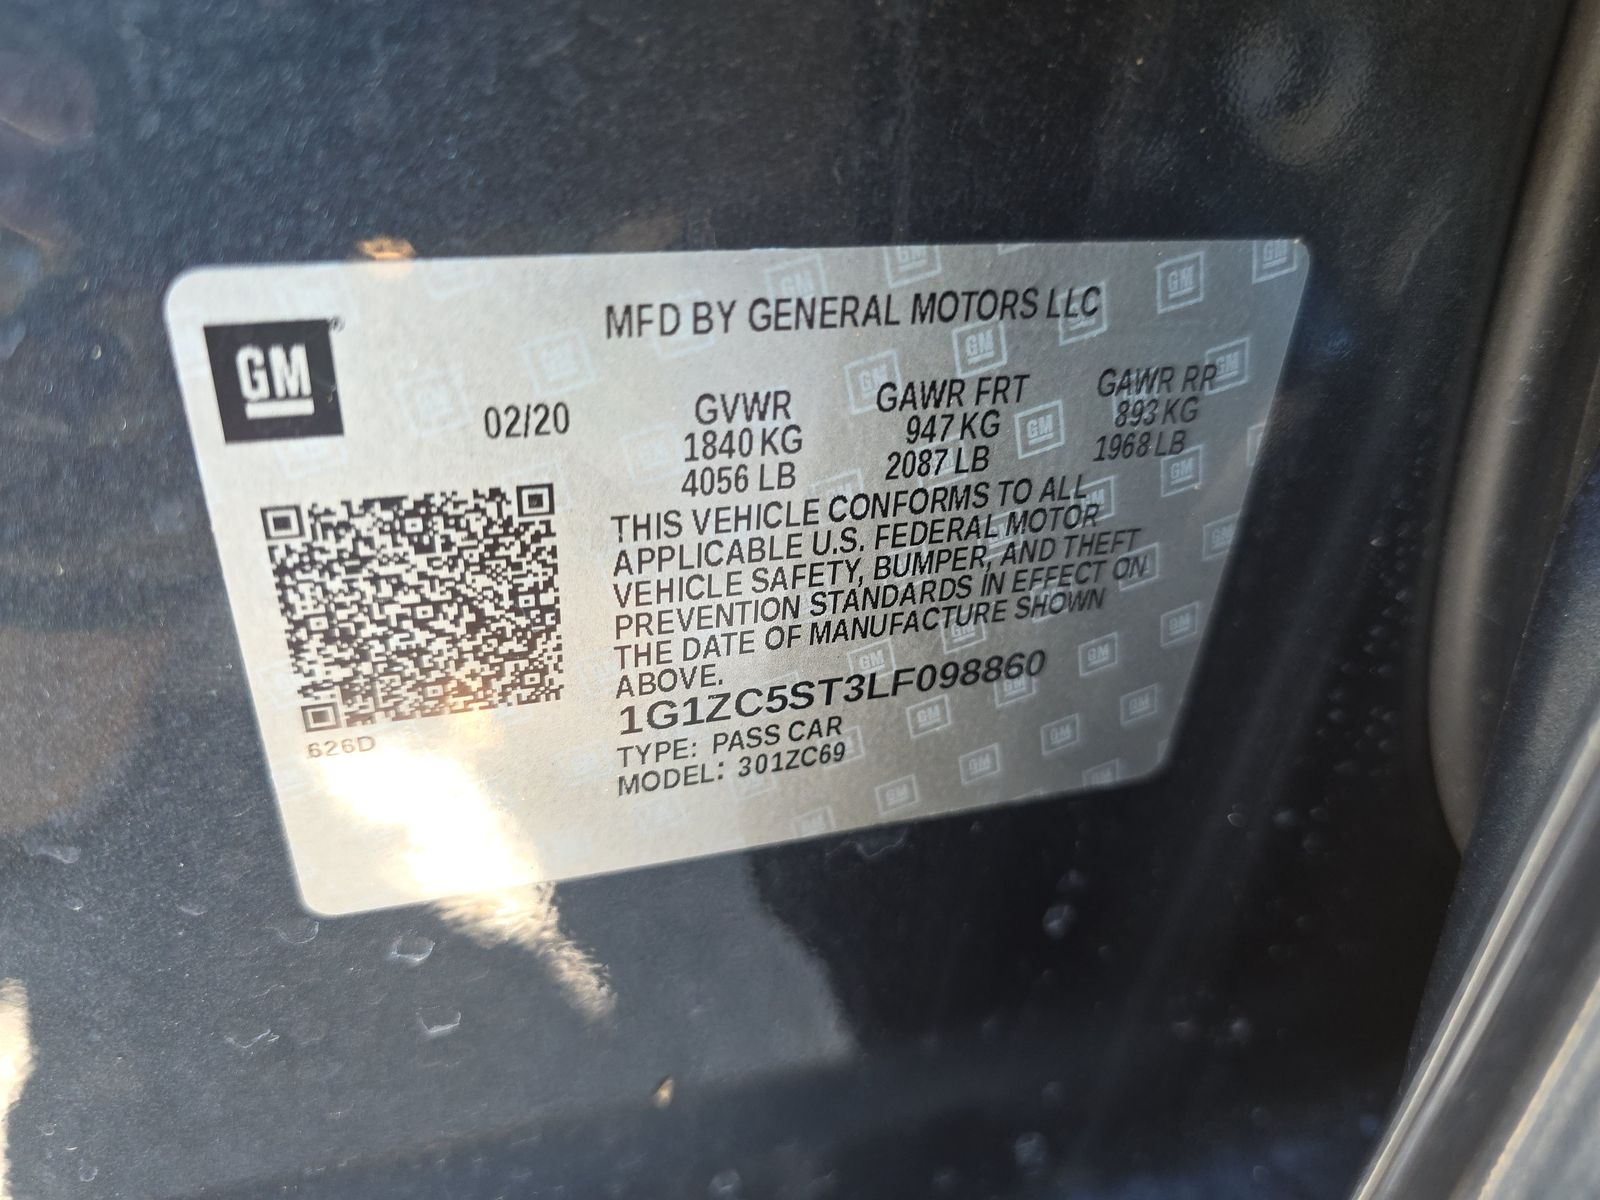 GM
MFD BY GENERAL MOTORS LLC
02/20
GVWR
1840 KG
4056 LB
GAWR FRT
947 KG
2087 LB
GAWR RR
893 KG
1968 LB
THIS VEHICLE CONFORMS TO ALL
APPLICABLE U.S. FEDERAL MOTOR
VEHICLE SAFETY, BUMPER, AND THEFT
PREVENTION STANDARDS IN EFFECT ON
THE DATE OF MANUFACTURE SHOWN
ABOVE.
1G1ZC5ST3LF098860
TYPE: PASS CAR
MODEL: 301ZC69
626D